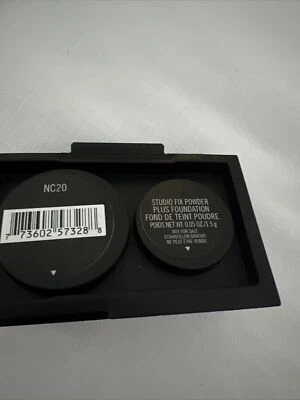 NC20
7 73602 57328 8
STUDIO FIX POWDER
PLUS FOUNDATION
FOND DE TEINT POUDRE
POIDS NET WT. 0.05 OZ/1.5 g
NOT FOR SALE
ÉCHANTILLON GRATUIT
NE PEUT ÊTRE VENDU